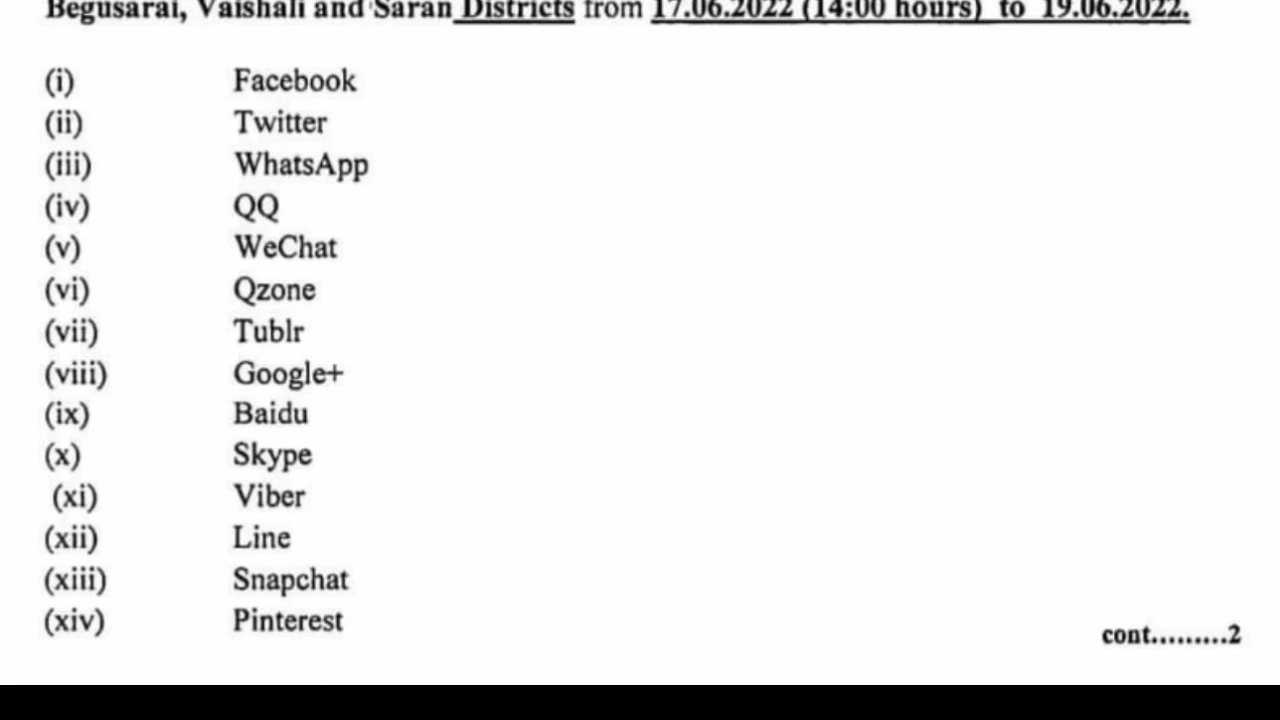 Begusarai, Vaishali and Saran Districts from 17.06.2022 (14:00 hours) to 19.06.2022.
(i) Facebook
(ii) Twitter
(iii) WhatsApp
(iv) QQ
(v) WeChat
(vi) Qzone
(vii) Tublr
(viii) Google+
(ix) Baidu
(x) Skype
(xi) Viber
(xii) Line
(xiii) Snapchat
(xiv) Pinterest
cont.........2